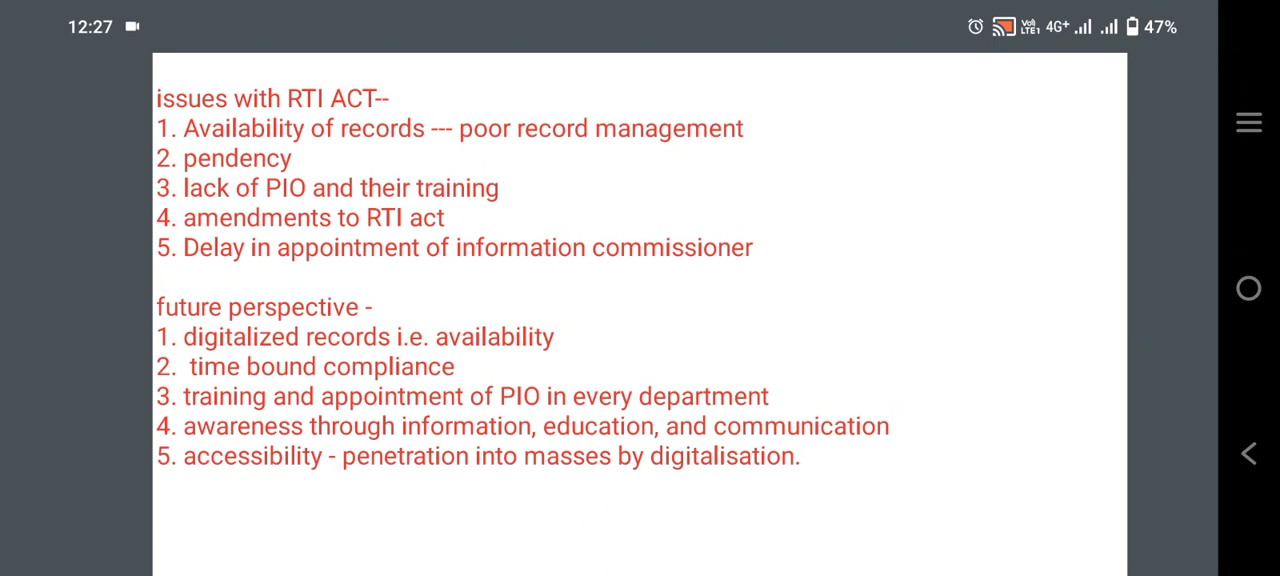 12:27
Vo)) LTE1 4G+ 47%
issues with RTI ACT--
1. Availability of records --- poor record management
2. pendency
3. lack of PIO and their training
4. amendments to RTI act
5. Delay in appointment of information commissioner
future perspective -
1. digitalized records i.e. availability
2.  time bound compliance
3. training and appointment of PIO in every department
4. awareness through information, education, and communication
5. accessibility - penetration into masses by digitalisation.